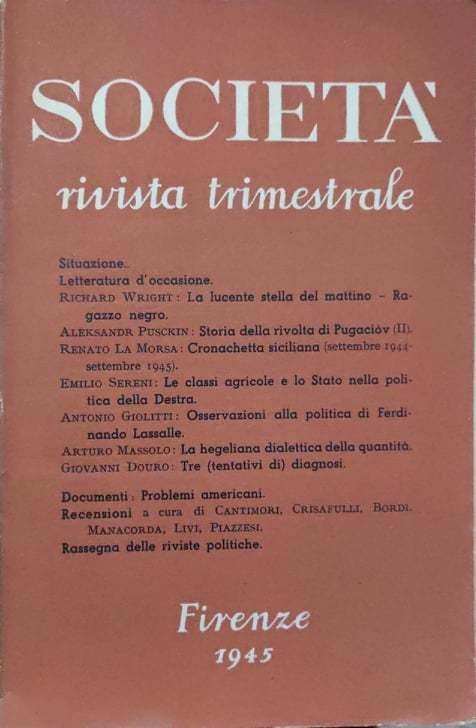 SOCIETÀ
rivista trimestrale
Situazione.
Letteratura d'occasione.
RICHARD WRIGHT: La lucente stella del mattino – Ra-
gazzo negro.
ALEKSANDR PUSCKIN: Storia della rivolta di Pugaciòv (II).
RENATO LA MORSA: Cronachetta siciliana (settembre 1944-
settembre 1945).
EMILIO SERENI: Le classi agricole e lo Stato nella poli-
tica della Destra.
ANTONIO GIOLITTI: Osservazioni alla politica di Ferdi-
nando Lassalle.
ARTURO MASSOLO: La hegeliana dialettica della quantità.
GIOVANNI DOURO: Tre (tentativi di) diagnosi.
Documenti: Problemi americani.
Recensioni a cura di CANTIMORI, CRISAFULLI, BORDI.
MANACORDA, LIVI, PIAZZESI.
Rassegna delle riviste politiche.
Firenze
1945